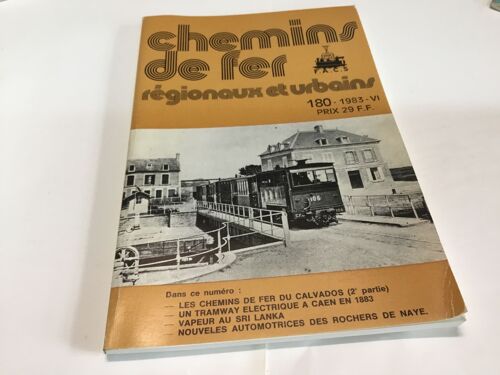 chemins
de fer
F.A.C.S
régionaux et urbains
180 - 1983 - VI
PRIX 29 F.F.
106
Dans ce numéro :
— LES CHEMINS DE FER DU CALVADOS (2e partie)
— UN TRAMWAY ELECTRIQUE A CAEN EN 1883
— VAPEUR AU SRI LANKA
— NOUVELES AUTOMOTRICES DES ROCHERS DE NAYE.